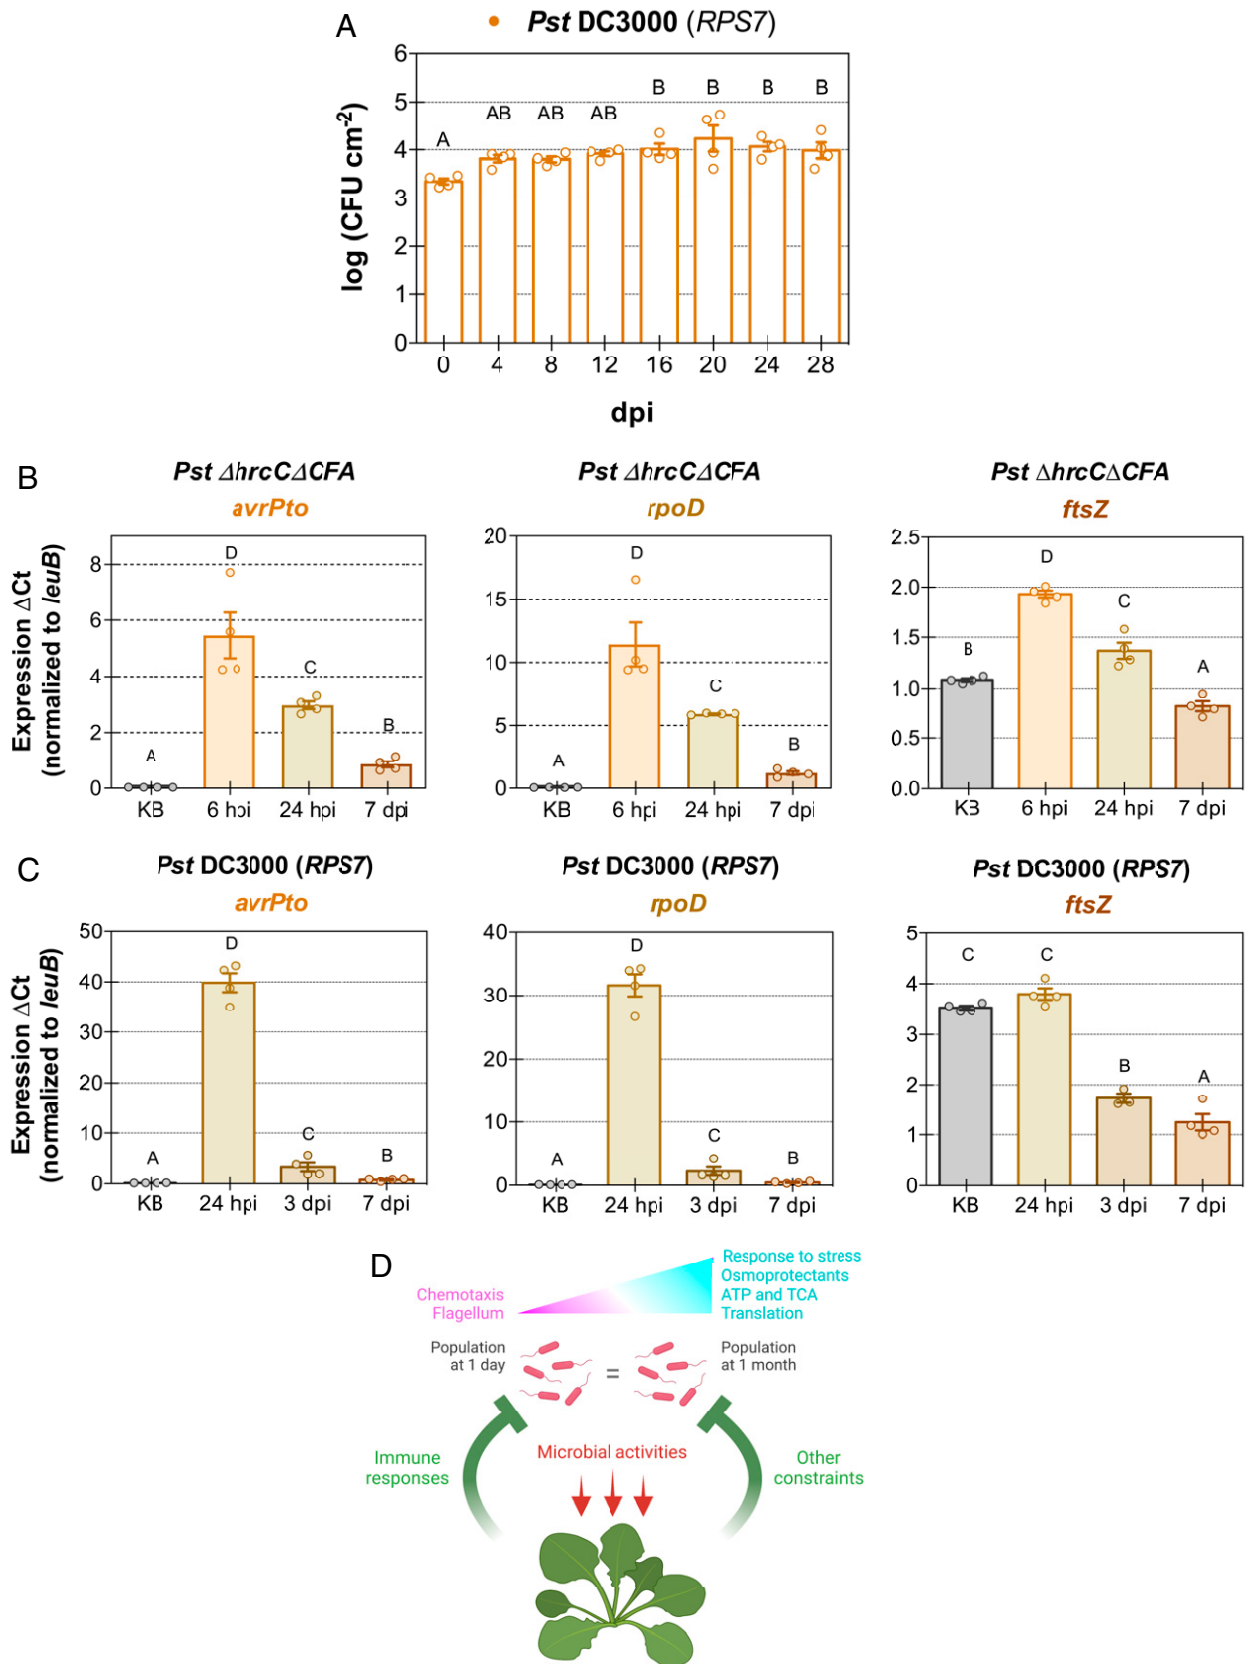 A
Pst DC3000 (RPS7)
log (CFU cm-2)
6
5
4
3
2
1
0
A
AB
AB
AB
B
B
B
B
0 4 8 12 16 20 24 28
dpi
B
Pst ΔhrcCΔCFA
avrPto
Expression ΔCt
(normalized to leuB)
8
6
4
2
0
A
D
C
B
KB 6 hpi 24 hpi 7 dpi
Pst ΔhrcCΔCFA
rpoD
20
15
10
5
0
A
D
C
B
KB 6 hpi 24 hpi 7 dpi
Pst ΔhrcCΔCFA
ftsZ
2.5
2.0
1.5
1.0
0.5
0.0
B
D
C
A
KB 6 hpi 24 hpi 7 dpi
C
Pst DC3000 (RPS7)
avrPto
Expression ΔCt
(normalized to leuB)
50
40
30
20
10
0
A
D
C
B
KB 24 hpi 3 dpi 7 dpi
Pst DC3000 (RPS7)
rpoD
40
30
20
10
0
A
D
C
B
KB 24 hpi 3 dpi 7 dpi
Pst DC3000 (RPS7)
ftsZ
5
4
3
2
1
0
C
C
B
A
KB 24 hpi 3 dpi 7 dpi
D
Chemotaxis
Flagellum
Response to stress
Osmoprotectants
ATP and TCA
Translation
Population
at 1 day
=
Population
at 1 month
Immune
responses
Microbial activities
Other
constraints